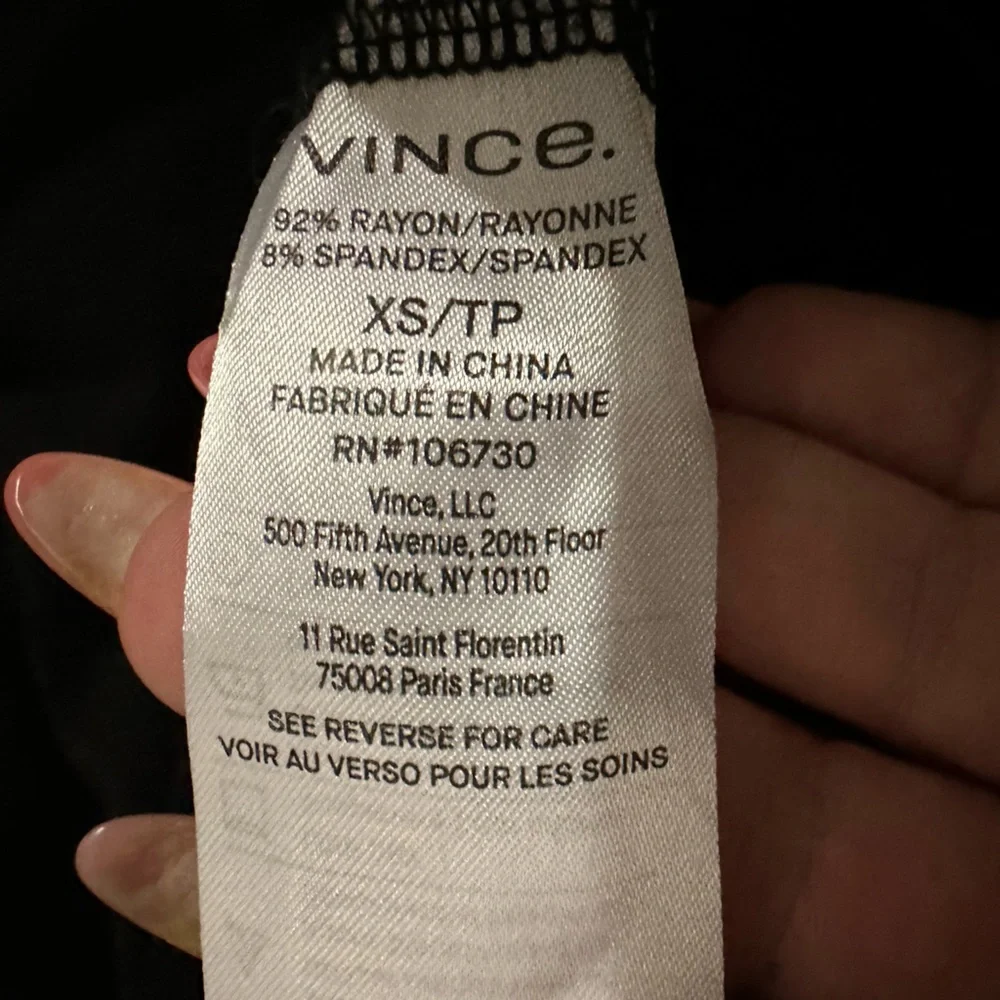 VINCe.
92% RAYON/RAYONNE
8% SPANDEX/SPANDEX
XS/TP
MADE IN CHINA
FABRIQUÉ EN CHINE
RN#106730
Vince, LLC
500 Fifth Avenue, 20th Floor
New York, NY 10110
11 Rue Saint Florentin
75008 Paris France
SEE REVERSE FOR CARE
VOIR AU VERSO POUR LES SOINS